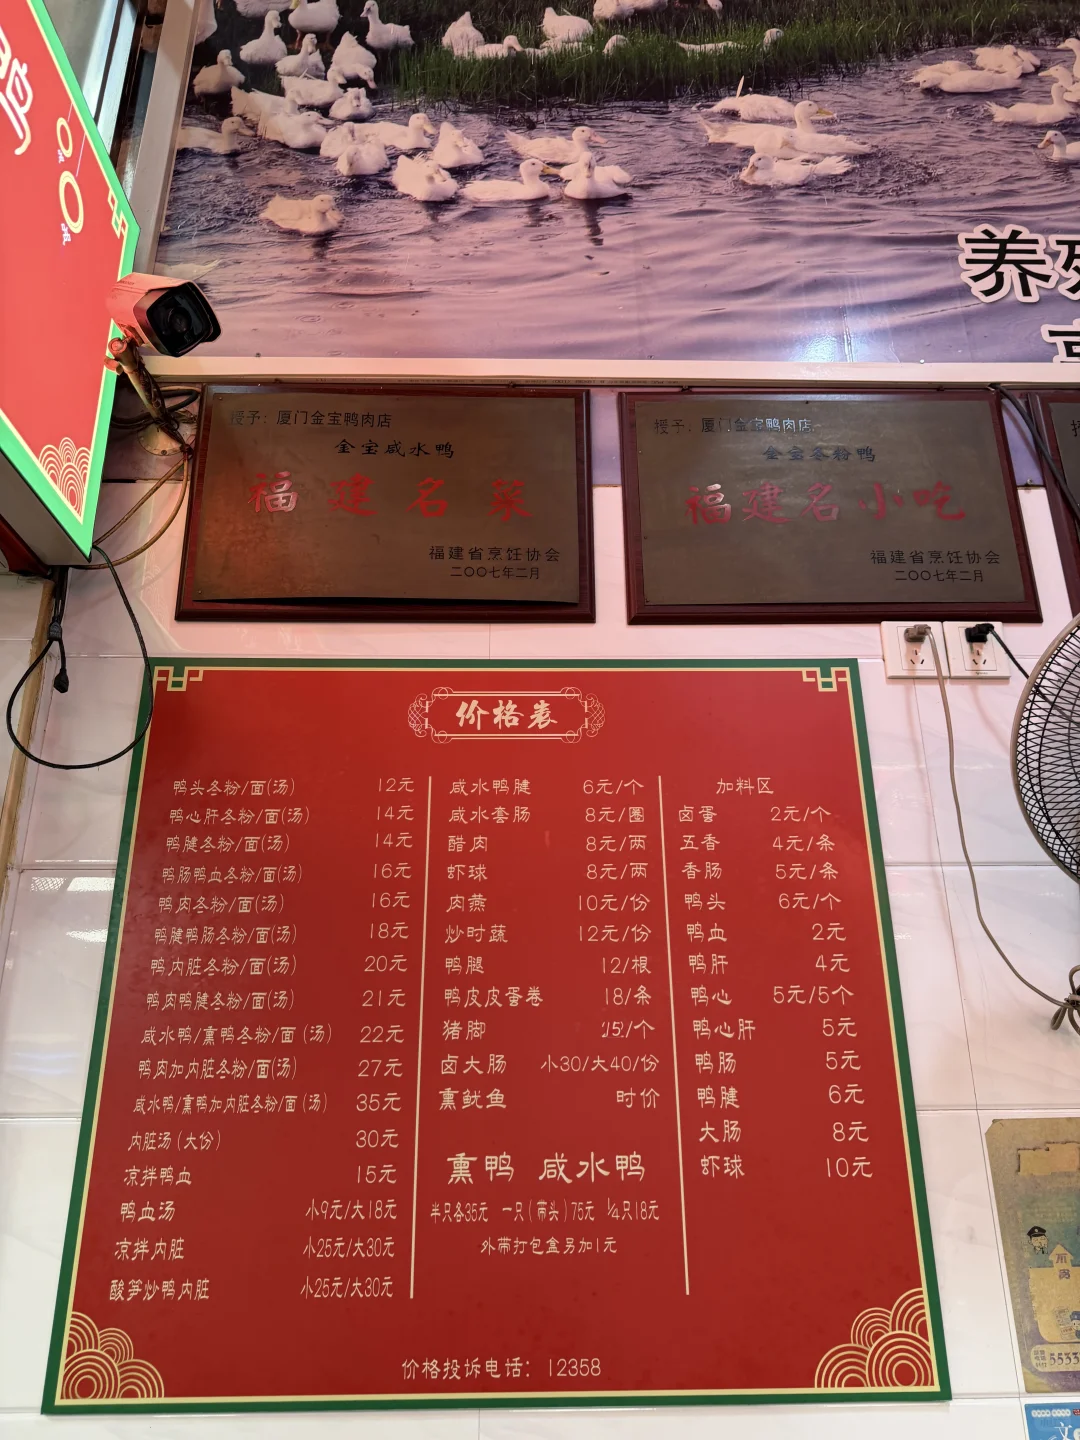 授予：厦门金宝鸭肉店
金宝咸水鸭
福建名菜
福建省烹饪协会
二〇〇七年二月
授予：厦门金宝鸭肉店
金宝冬粉鸭
福建名小吃
福建省烹饪协会
二〇〇七年二月
养
价格表
鸭头冬粉/面(汤) 12元
鸭心肝冬粉/面(汤) 14元
鸭腱冬粉/面(汤) 14元
鸭肠鸭血冬粉/面(汤) 16元
鸭肉冬粉/面(汤) 16元
鸭腱鸭肠冬粉/面(汤) 18元
鸭内脏冬粉/面(汤) 20元
鸭肉鸭腱冬粉/面(汤) 21元
咸水鸭/熏鸭冬粉/面(汤) 22元
鸭肉加内脏冬粉/面(汤) 27元
咸水鸭/熏鸭加内脏冬粉/面(汤) 35元
内脏汤(大份) 30元
凉拌鸭血 15元
鸭血汤 小9元/大18元
凉拌内脏 小25元/大30元
酸笋炒鸭内脏 小25元/大30元
咸水鸭腱 6元/个
咸水套肠 8元/圈
醋肉 8元/两
虾球 8元/两
肉燕 10元/份
炒时蔬 12元/份
鸭腿 12/根
鸭皮皮蛋卷 18/条
猪脚 15/个
卤大肠 小30/大40/份
熏鱿鱼 时价
熏鸭 咸水鸭
半只各35元 一只(带头)75元 1/4只18元
外带打包盒另加1元
加料区
卤蛋 2元/个
五香 4元/条
香肠 5元/条
鸭头 6元/个
鸭血 2元
鸭肝 4元
鸭心 5元/5个
鸭心肝 5元
鸭肠 5元
鸭腱 6元
大肠 8元
虾球 10元
价格投诉电话：12358